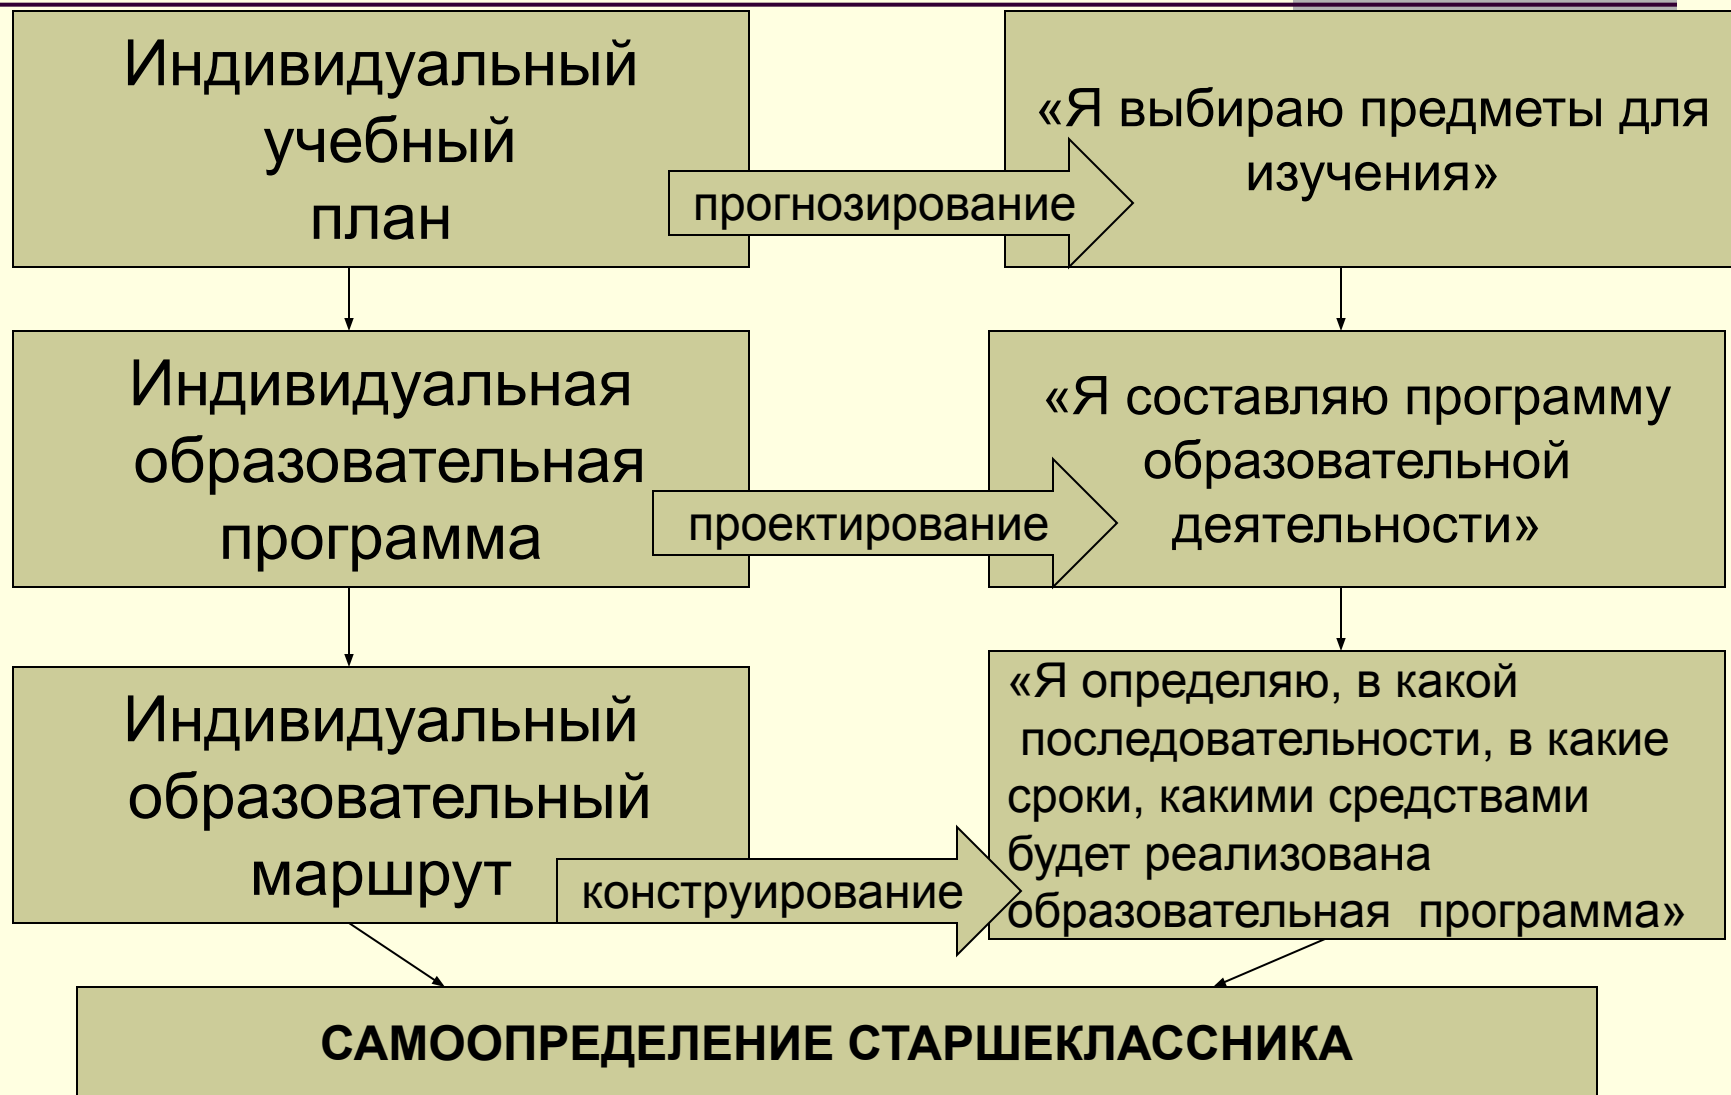 Индивидуальный
учебный
план
прогнозирование
«Я выбираю предметы для
изучения»
Индивидуальная
образовательная
программа
проектирование
«Я составляю программу
образовательной
деятельности»
Индивидуальный
образовательный
маршрут
конструирование
«Я определяю, в какой
последовательности, в какие
сроки, какими средствами
будет реализована
образовательная программа»
САМООПРЕДЕЛЕНИЕ СТАРШЕКЛАССНИКА